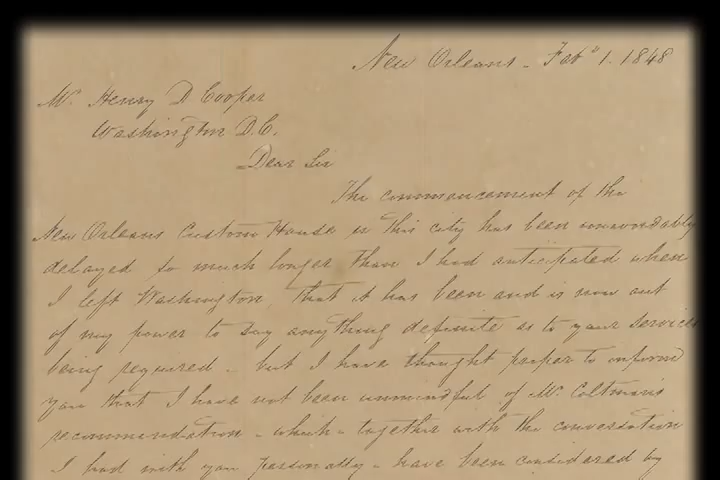 New Orleans - Feby 1. 1848
Mr. Henry D Cooper
Washington D.C.
Dear Sir
The commencement of the
New Orleans Custom House in this city has been unavoidably
delayed so much longer than I had anticipated when
I left Washington, that it has been and is now out
of my power to say anything definite as to your services
being required - but I have thought proper to inform
you that I have not been unmindful of Mr. Coltman's
recommendation - which - together with the conversation
I had with you personally - have been considered by